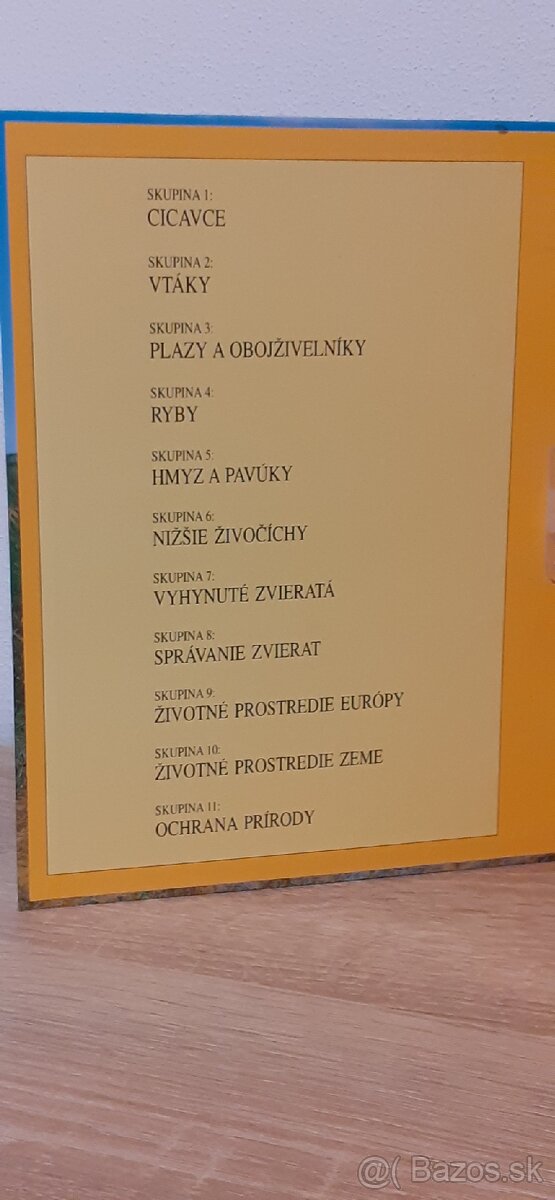 SKUPINA 1:
CICAVCE
SKUPINA 2:
VTÁKY
SKUPINA 3:
PLAZY A OBOJŽIVELNÍKY
SKUPINA 4:
RYBY
SKUPINA 5:
HMYZ A PAVÚKY
SKUPINA 6:
NIŽŠIE ŽIVOČÍCHY
SKUPINA 7:
VYHYNUTÉ ZVIERATÁ
SKUPINA 8:
SPRÁVANIE ZVIERAT
SKUPINA 9:
ŽIVOTNÉ PROSTREDIE EURÓPY
SKUPINA 10:
ŽIVOTNÉ PROSTREDIE ZEME
SKUPINA 11:
OCHRANA PRÍRODY
@( Bazos.sk